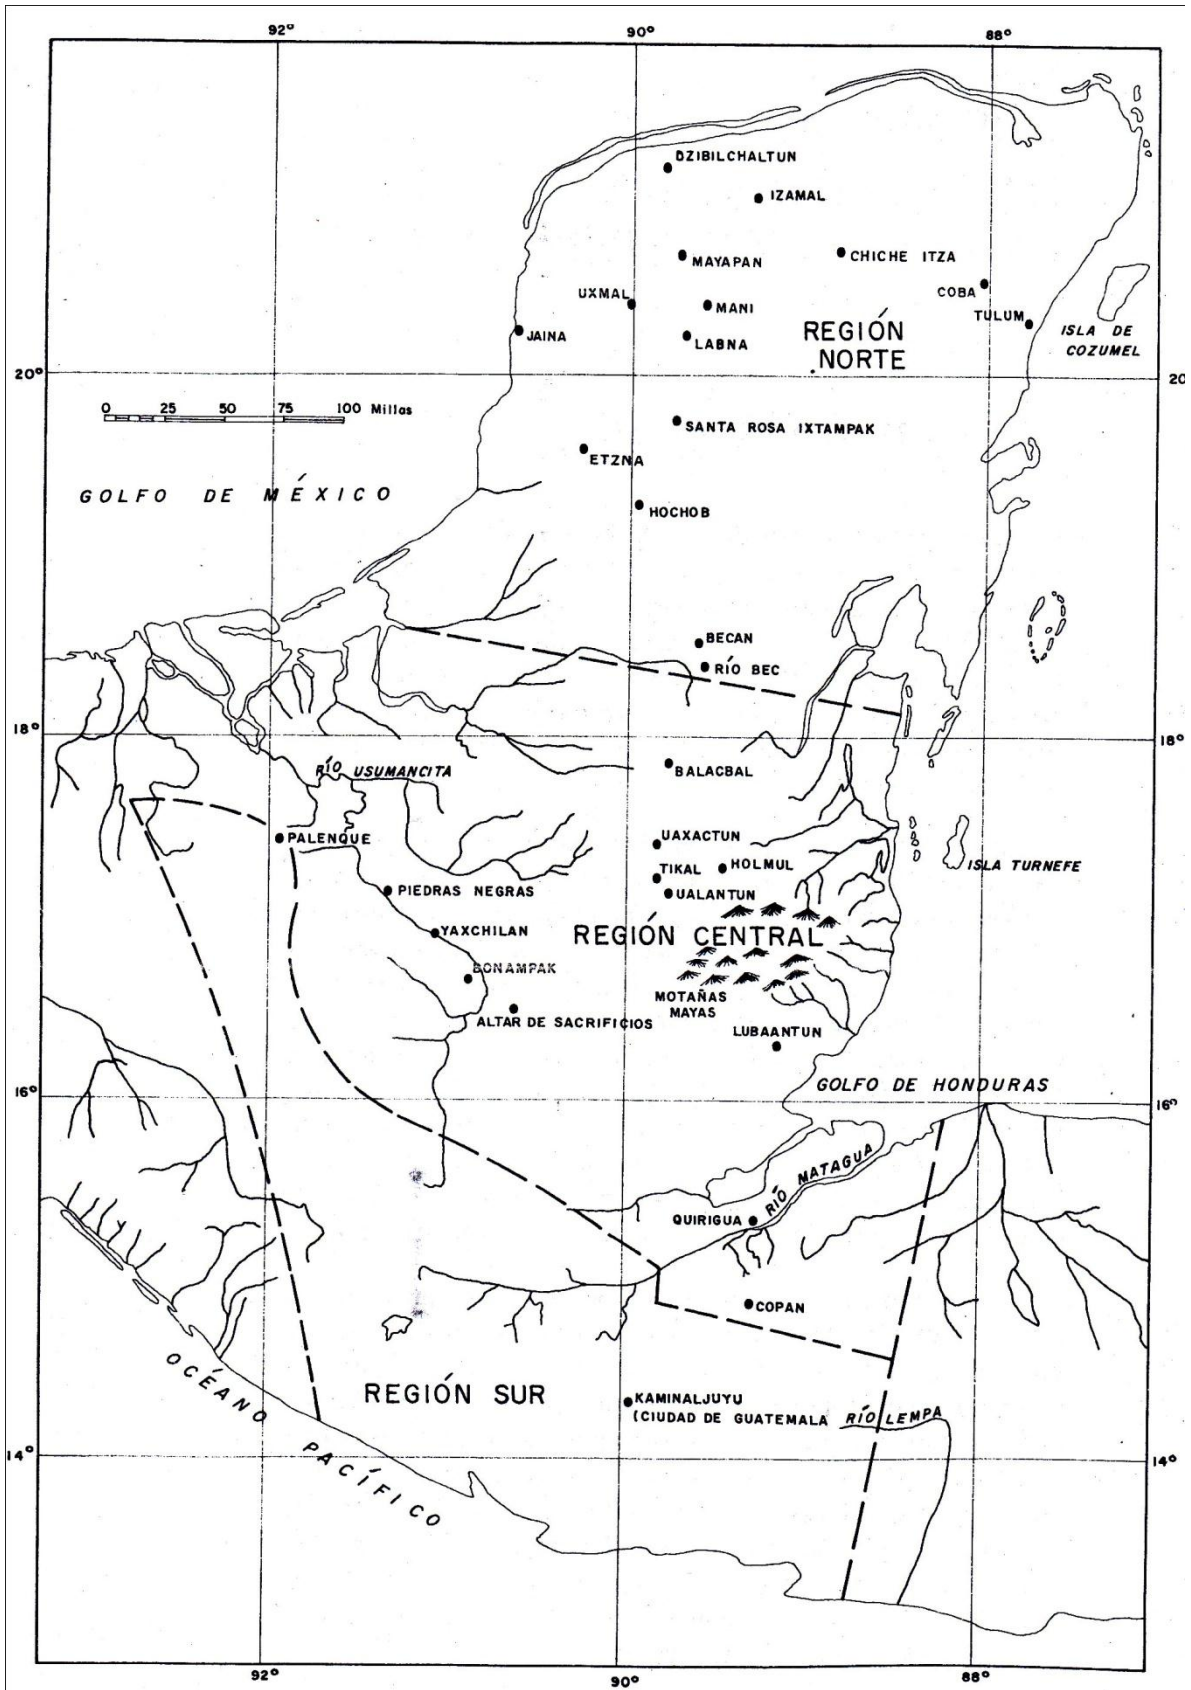 92° 90° 88°
DZIBILCHALTUN
IZAMAL
MAYAPAN
CHICHE ITZA
UXMAL
MANI
COBA
TULUM
JAINA
LABNA
REGIÓN
NORTE
ISLA DE
COZUMEL
20° 20
0 25 50 75 100 Millas
SANTA ROSA IXTAMPAK
ETZNA
GOLFO DE MÉXICO
HOCHOB
BECAN
RÍO BEC
18° 18°
RÍO USUMANCITA
BALACBAL
PALENQUE
UAXACTUN
TIKAL
HOLMUL
ISLA TURNEFE
PIEDRAS NEGRAS
UALANTUN
YAXCHILAN
REGIÓN CENTRAL
BONAMPAK
MOTAÑAS
MAYAS
ALTAR DE SACRIFICIOS
LUBAANTUN
16° 16°
GOLFO DE HONDURAS
RÍO MATAGUA
QUIRIGUA
COPAN
OCÉANO PACÍFICO
REGIÓN SUR
KAMINALJUYU
(CIUDAD DE GUATEMALA
RÍO LEMPA
14° 14°
92° 90° 88°